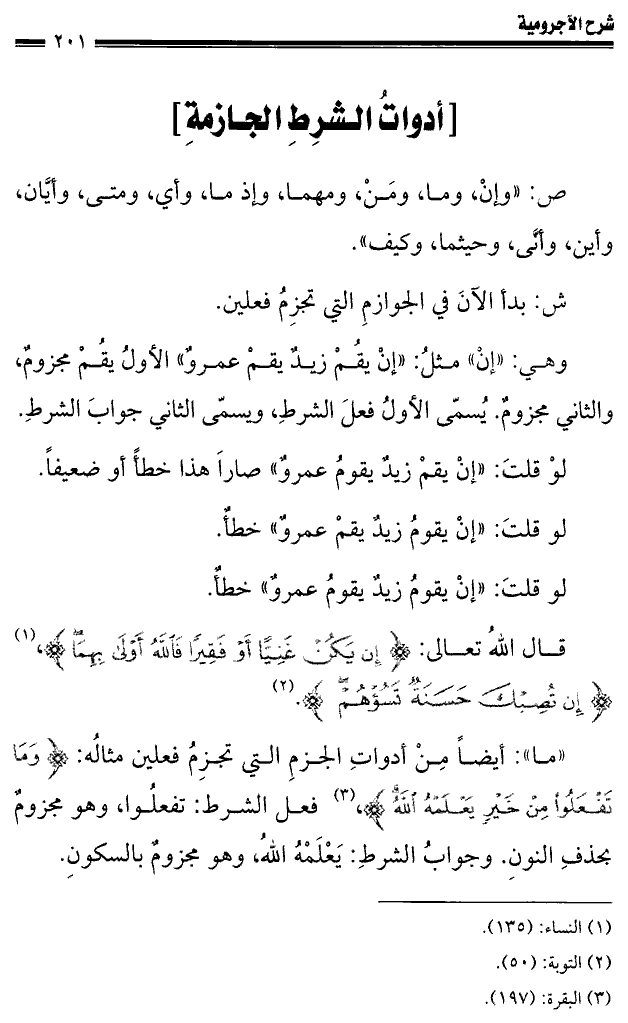 شرح الآجرومية
٢٠١
[أدواتُ الشرطِ الجازمةِ]
ص: «وإنْ، وما، ومَنْ، ومهما، وإذ ما، وأي، ومتى، وأيَّان،
وأين، وأنَّى، وحيثما، وكيف».
ش: بدأ الآنَ في الجوازمِ التي تجزمُ فعلين.
وهي: «إنْ» مثلُ: «إنْ يقُمْ زيدٌ يقمْ عمروٌ» الأولُ يقُمْ مجزومٌ،
والثاني مجزومٌ. يُسمّى الأولُ فعلَ الشرطِ، ويسمّى الثاني جوابَ الشرطِ.
لوْ قلتَ: «إنْ يقمْ زيدٌ يقومُ عمروٌ» صاراَ هذا خطأً أو ضعيفاً.
لو قلتَ: «إنْ يقومُ زيدٌ يقمْ عمروٌ» خطأٌ.
لو قلتَ: «إنْ يقومُ زيدٌ يقومُ عمروٌ» خطأٌ.
قال اللهُ تعالى: ﴿إِن يَكُنْ غَنِيًّا أَوْ فَقِيرًا فَاللَّهُ أَوْلَىٰ بِهِمَا ۖ﴾،(١)
﴿إِن تُصِبْكَ حَسَنَةٌ تَسُؤْهُمْ ۖ﴾.(٢)
«ما»: أيضاً مِنْ أدواتِ الجزمِ التي تجزمُ فعلين مثالُه: ﴿وَمَا
تَفْعَلُوا مِنْ خَيْرٍ يَعْلَمْهُ اللَّهُ ۗ﴾،(٣) فعل الشرط: تفعلُوا، وهو مجزومٌ
بحذفِ النونِ. وجوابُ الشرطِ: يَعْلَمْهُ اللهُ، وهو مجزومٌ بالسكونِ.
(١) النساء: (١٣٥).
(٢) التوبة: (٥٠).
(٣) البقرة: (١٩٧).